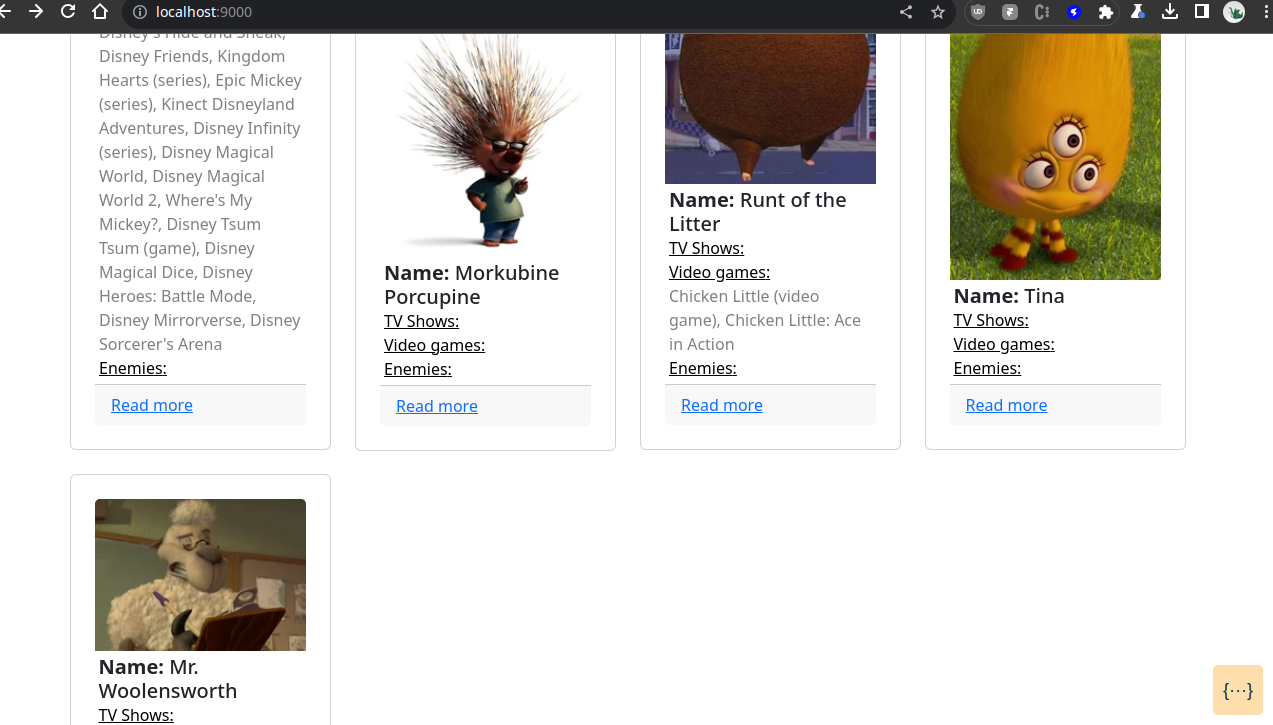 localhost:9000
Disney's Hide and Sneak,
Disney Friends, Kingdom
Hearts (series), Epic Mickey
(series), Kinect Disneyland
Adventures, Disney Infinity
(series), Disney Magical
World, Disney Magical
World 2, Where's My
Mickey?, Disney Tsum
Tsum (game), Disney
Magical Dice, Disney
Heroes: Battle Mode,
Disney Mirrorverse, Disney
Sorcerer's Arena
Enemies:
Read more
Name: Morkubine
Porcupine
TV Shows:
Video games:
Enemies:
Read more
Name: Runt of the
Litter
TV Shows:
Video games:
Chicken Little (video
game), Chicken Little: Ace
in Action
Enemies:
Read more
Name: Tina
TV Shows:
Video games:
Enemies:
Read more
Name: Mr.
Woolensworth
TV Shows:
{···}